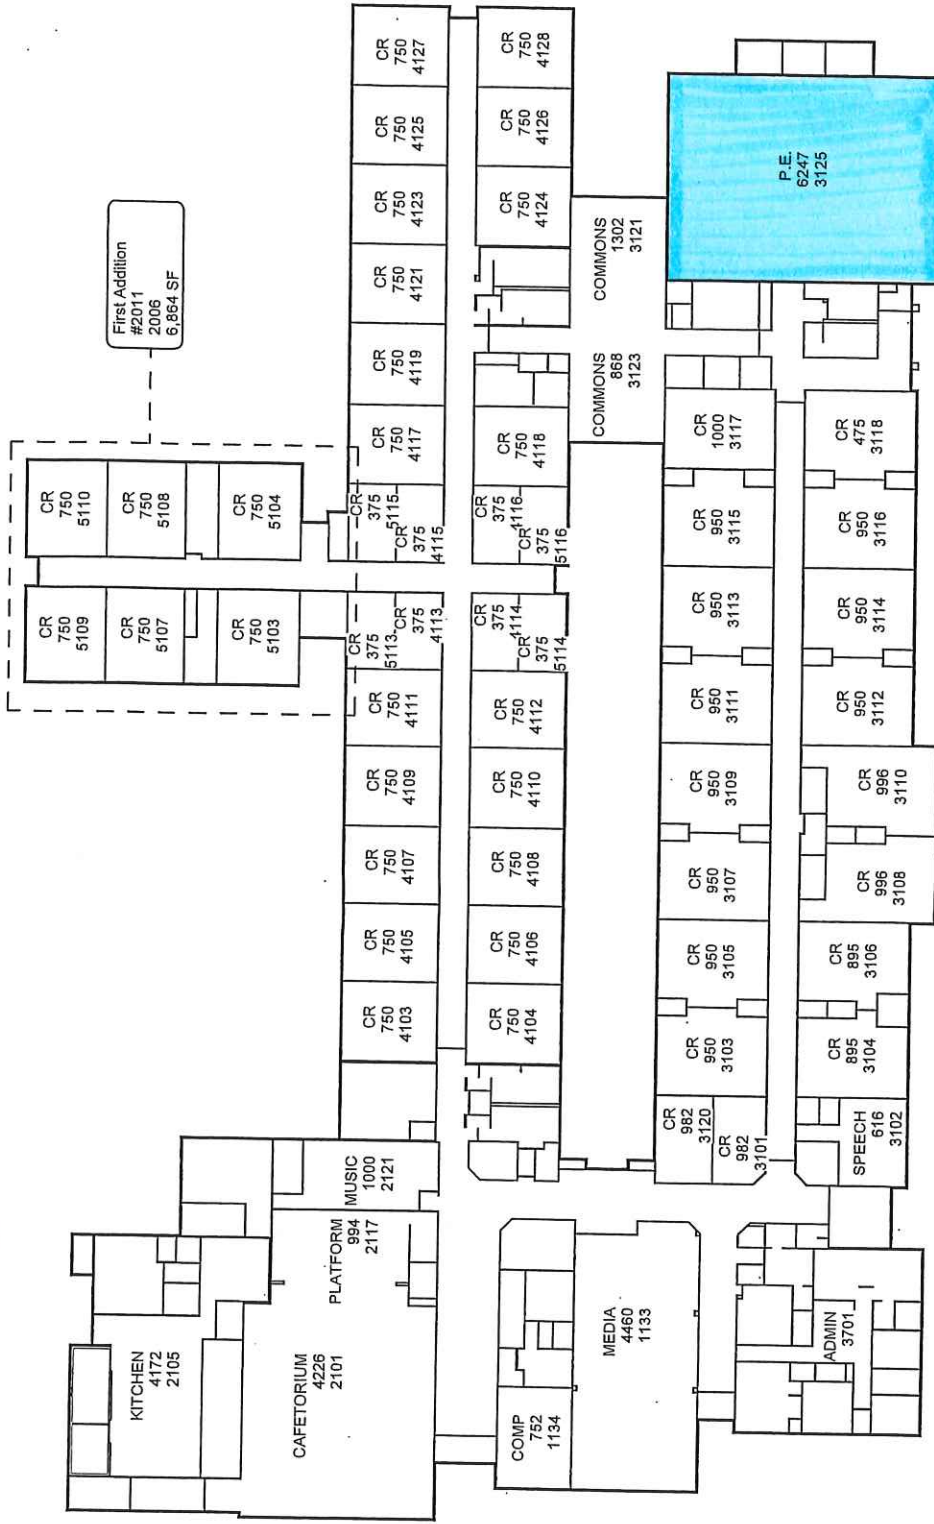 First Addition
#2011
2006
6,864 SF
CR
750
4127
CR
750
4125
CR
750
4123
CR
750
4121
CR
750
4119
CR
750
4117
CR
375
5115
CR
375
4115
CR
750
4128
CR
750
4126
CR
750
4124
CR
750
4118
CR
375
4116
CR
375
5116
CR
750
5110
CR
750
5108
CR
750
5104
CR
750
5109
CR
750
5107
CR
750
5103
CR
375
5113
CR
375
4113
CR
375
4114
CR
375
5114
CR
750
4111
CR
750
4109
CR
750
4107
CR
750
4105
CR
750
4103
CR
750
4112
CR
750
4110
CR
750
4108
CR
750
4106
CR
750
4104
P.E.
6247
3125
COMMONS
1302
3121
COMMONS
868
3123
CR
1000
3117
CR
950
3115
CR
950
3113
CR
950
3111
CR
950
3109
CR
950
3107
CR
950
3105
CR
950
3103
CR
982
3120
CR
982
3101
CR
475
3118
CR
950
3116
CR
950
3114
CR
950
3112
CR
996
3110
CR
996
3108
CR
895
3106
CR
895
3104
SPEECH
616
3102
MUSIC
1000
2121
PLATFORM
994
2117
KITCHEN
4172
2105
CAFETORIUM
4226
2101
COMP
752
1134
MEDIA
4460
1133
ADMIN
3701